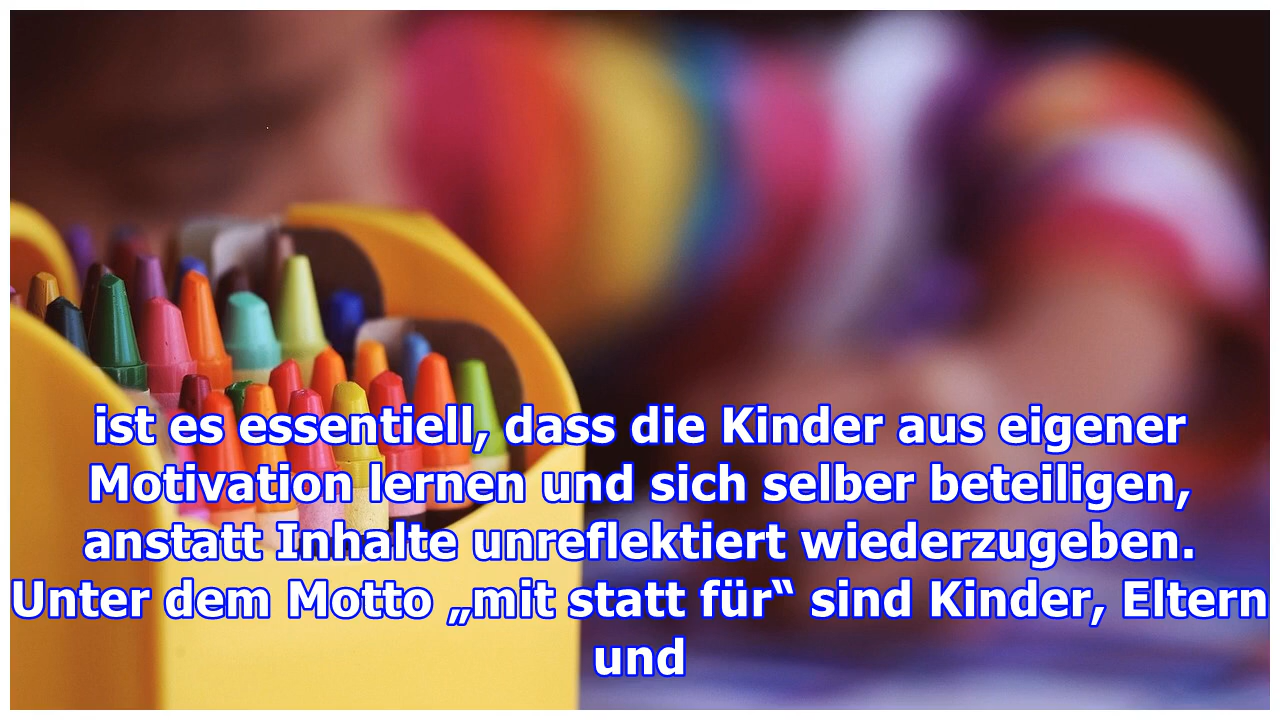 ist es essentiell, dass die Kinder aus eigener
Motivation lernen und sich selber beteiligen,
anstatt Inhalte unreflektiert wiederzugeben.
Unter dem Motto „mit statt für“ sind Kinder, Eltern
und